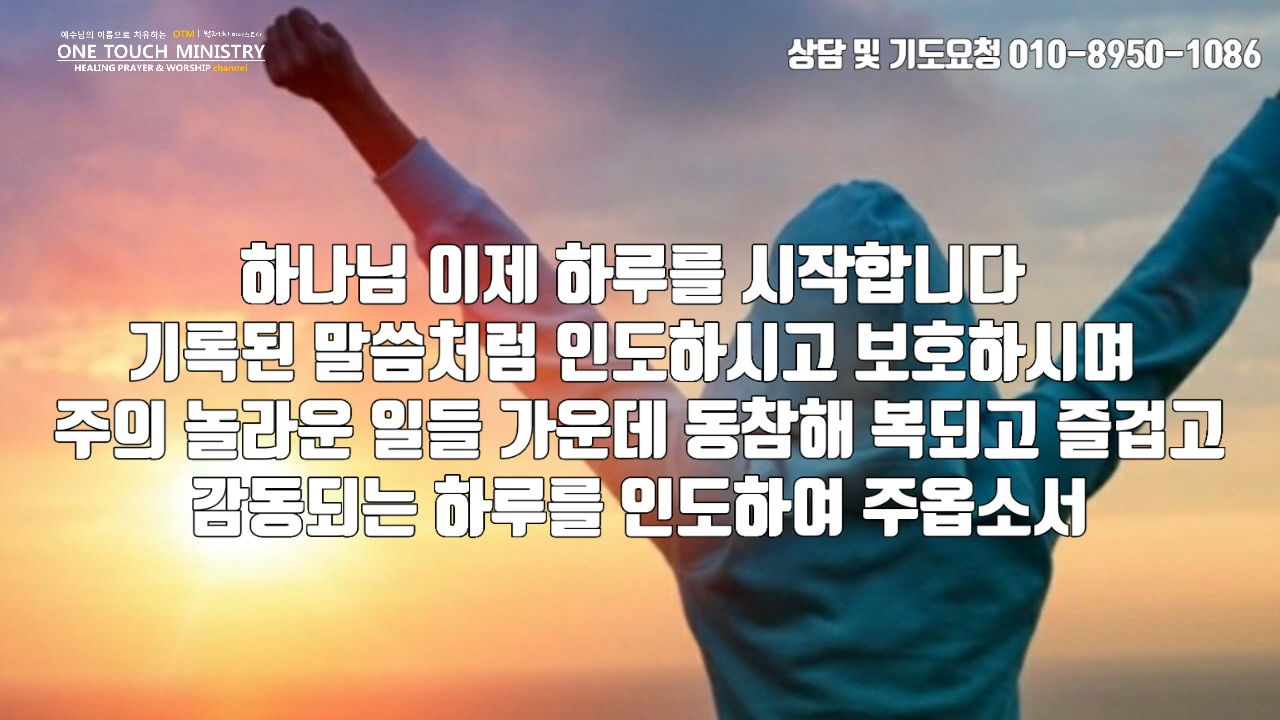 예수님의 이름으로 치유하는 OTM |
ONE TOUCH MINISTRY
HEALING PRAYER & WORSHIP channel
상담 및 기도요청 010-8950-1086
하나님 이제 하루를 시작합니다
기록된 말씀처럼 인도하시고 보호하시며
주의 놀라운 일들 가운데 동참해 복되고 즐겁고
감동되는 하루를 인도하여 주옵소서